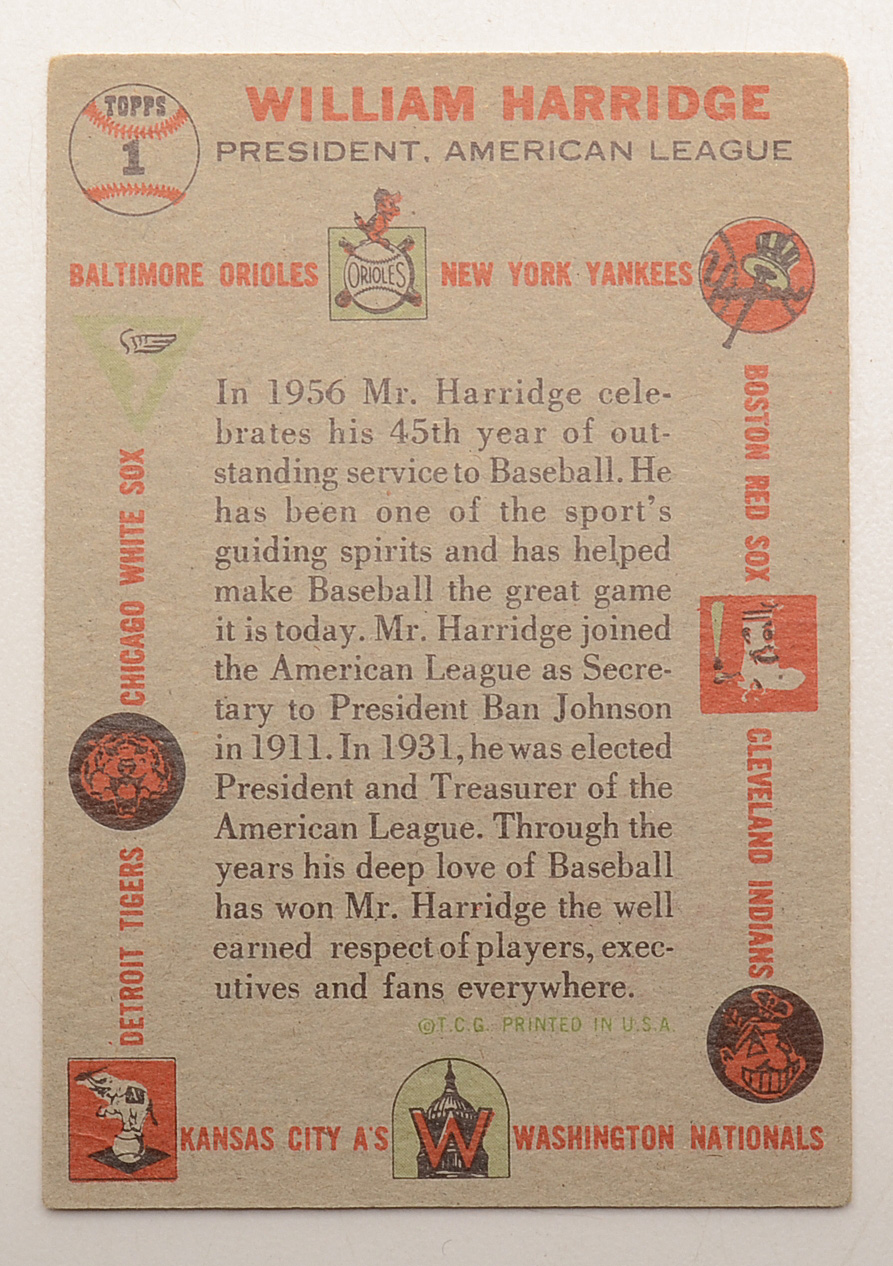 TOPPS
1
WILLIAM HARRIDGE
PRESIDENT, AMERICAN LEAGUE
BALTIMORE ORIOLES
ORIOLES
NEW YORK YANKEES
In 1956 Mr. Harridge cele-
brates his 45th year of out-
standing service to Baseball. He
has been one of the sport's
guiding spirits and has helped
make Baseball the great game
it is today. Mr. Harridge joined
the American League as Secre-
tary to President Ban Johnson
in 1911. In 1931, he was elected
President and Treasurer of the
American League. Through the
years his deep love of Baseball
has won Mr. Harridge the well
earned respect of players, exec-
utives and fans everywhere.
©T.C.G. PRINTED IN U.S.A.
BOSTON RED SOX
CLEVELAND INDIANS
CHICAGO WHITE SOX
DETROIT TIGERS
KANSAS CITY A'S
W
WASHINGTON NATIONALS